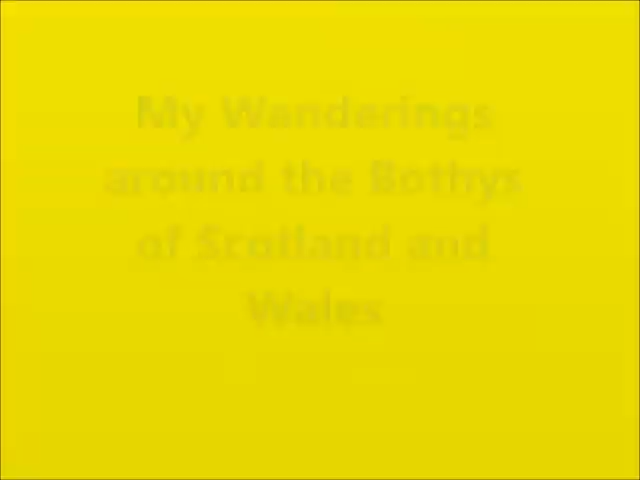 My Wanderings
around the Bothys
of Scotland and
Wales